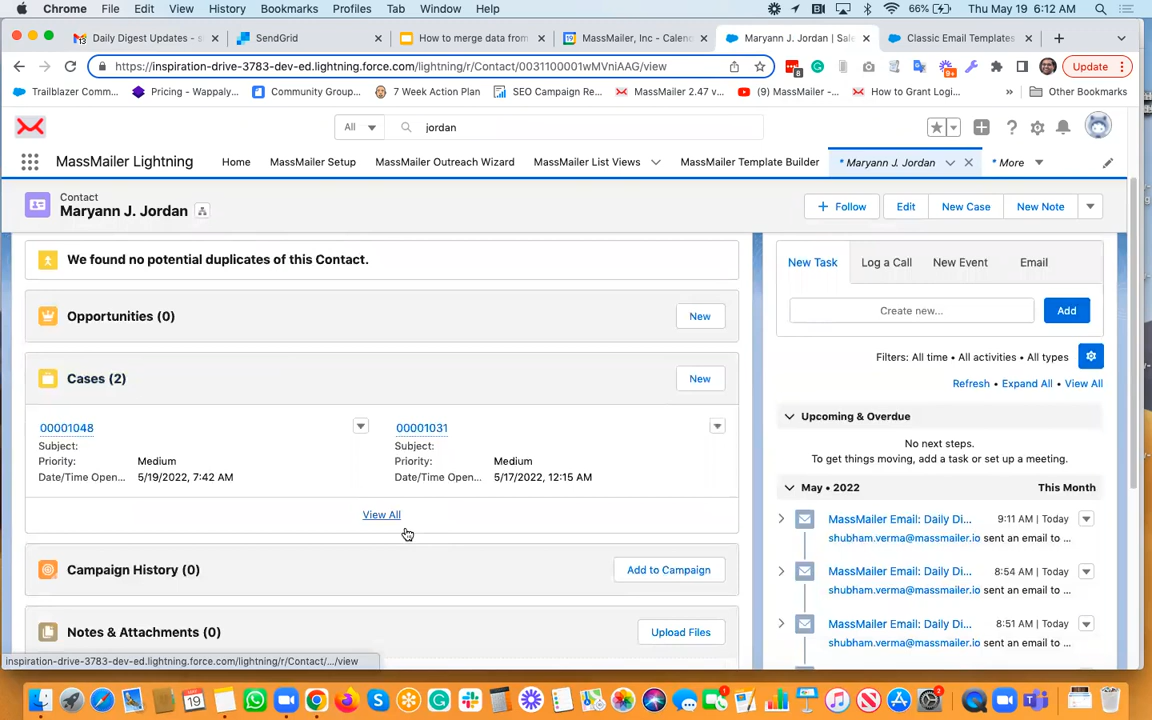 Chrome File Edit View History Bookmarks Profiles Tab Window Help 66% Thu May 19 6:12 AM
Daily Digest Updates - s SendGrid How to merge data from MassMailer, Inc - Calend Maryann J. Jordan | Sale Classic Email Templates
https://inspiration-drive-3783-dev-ed.lightning.force.com/lightning/r/Contact/0031100001wMVniAAG/view 8 9+ Update
Trailblazer Comm... Pricing - Wappaly... Community Group... 7 Week Action Plan SEO Campaign Re... MassMailer 2.47 v... (9) MassMailer -... How to Grant Logi... » Other Bookmarks
All jordan
MassMailer Lightning Home MassMailer Setup MassMailer Outreach Wizard MassMailer List Views MassMailer Template Builder * Maryann J. Jordan * More
Contact
Maryann J. Jordan
+ Follow Edit New Case New Note
We found no potential duplicates of this Contact.
Opportunities (0) New
Cases (2) New
00001048 00001031
Subject: Subject:
Priority: Medium Priority: Medium
Date/Time Open... 5/19/2022, 7:42 AM Date/Time Open... 5/17/2022, 12:15 AM
View All
Campaign History (0) Add to Campaign
Notes & Attachments (0) Upload Files
New Task Log a Call New Event Email
Create new... Add
Filters: All time • All activities • All types
Refresh • Expand All • View All
Upcoming & Overdue
No next steps.
To get things moving, add a task or set up a meeting.
May • 2022 This Month
MassMailer Email: Daily Di... 9:11 AM | Today
shubham.verma@massmailer.io sent an email to ...
MassMailer Email: Daily Di... 8:54 AM | Today
shubham.verma@massmailer.io sent an email to ...
MassMailer Email: Daily Di... 8:51 AM | Today
shubham.verma@massmailer.io sent an email to ...
inspiration-drive-3783-dev-ed.lightning.force.com/lightning/r/Contact/.../view